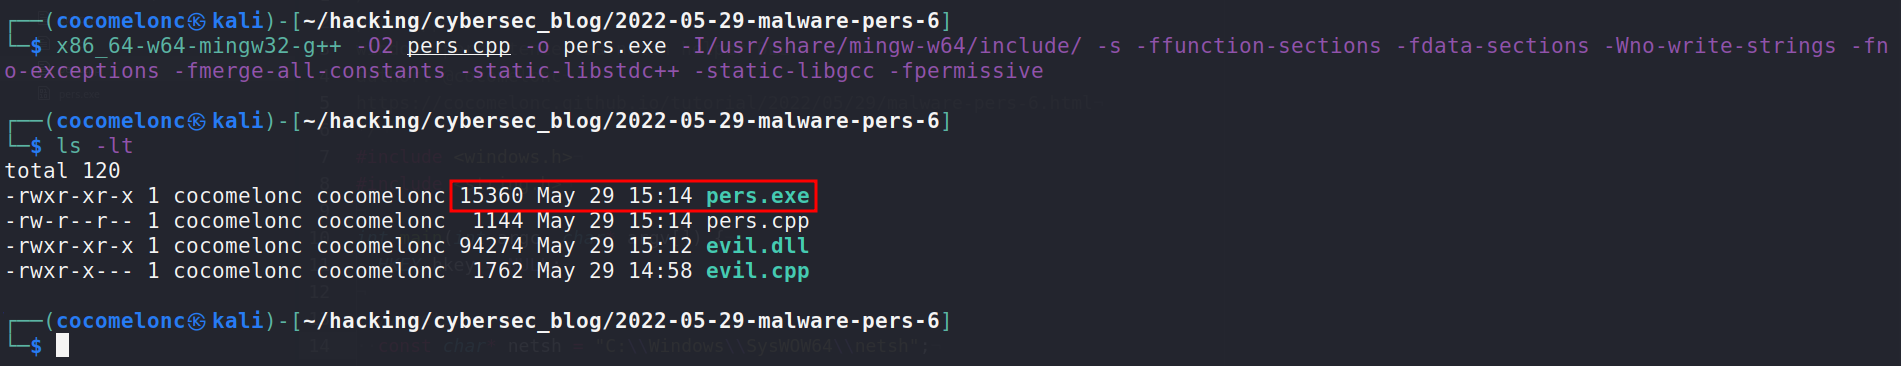 ┌──(cocomelonc㉿kali)-[~/hacking/cybersec_blog/2022-05-29-malware-pers-6]
└─$ x86_64-w64-mingw32-g++ -O2 pers.cpp -o pers.exe -I/usr/share/mingw-w64/include/ -s -ffunction-sections -fdata-sections -Wno-write-strings -fn
o-exceptions -fmerge-all-constants -static-libstdc++ -static-libgcc -fpermissive
┌──(cocomelonc㉿kali)-[~/hacking/cybersec_blog/2022-05-29-malware-pers-6]
└─$ ls -lt
total 120
-rwxr-xr-x 1 cocomelonc cocomelonc 15360 May 29 15:14 pers.exe
-rw-r--r-- 1 cocomelonc cocomelonc  1144 May 29 15:14 pers.cpp
-rwxr-xr-x 1 cocomelonc cocomelonc 94274 May 29 15:12 evil.dll
-rwxr-x--- 1 cocomelonc cocomelonc  1762 May 29 14:58 evil.cpp
┌──(cocomelonc㉿kali)-[~/hacking/cybersec_blog/2022-05-29-malware-pers-6]
└─$